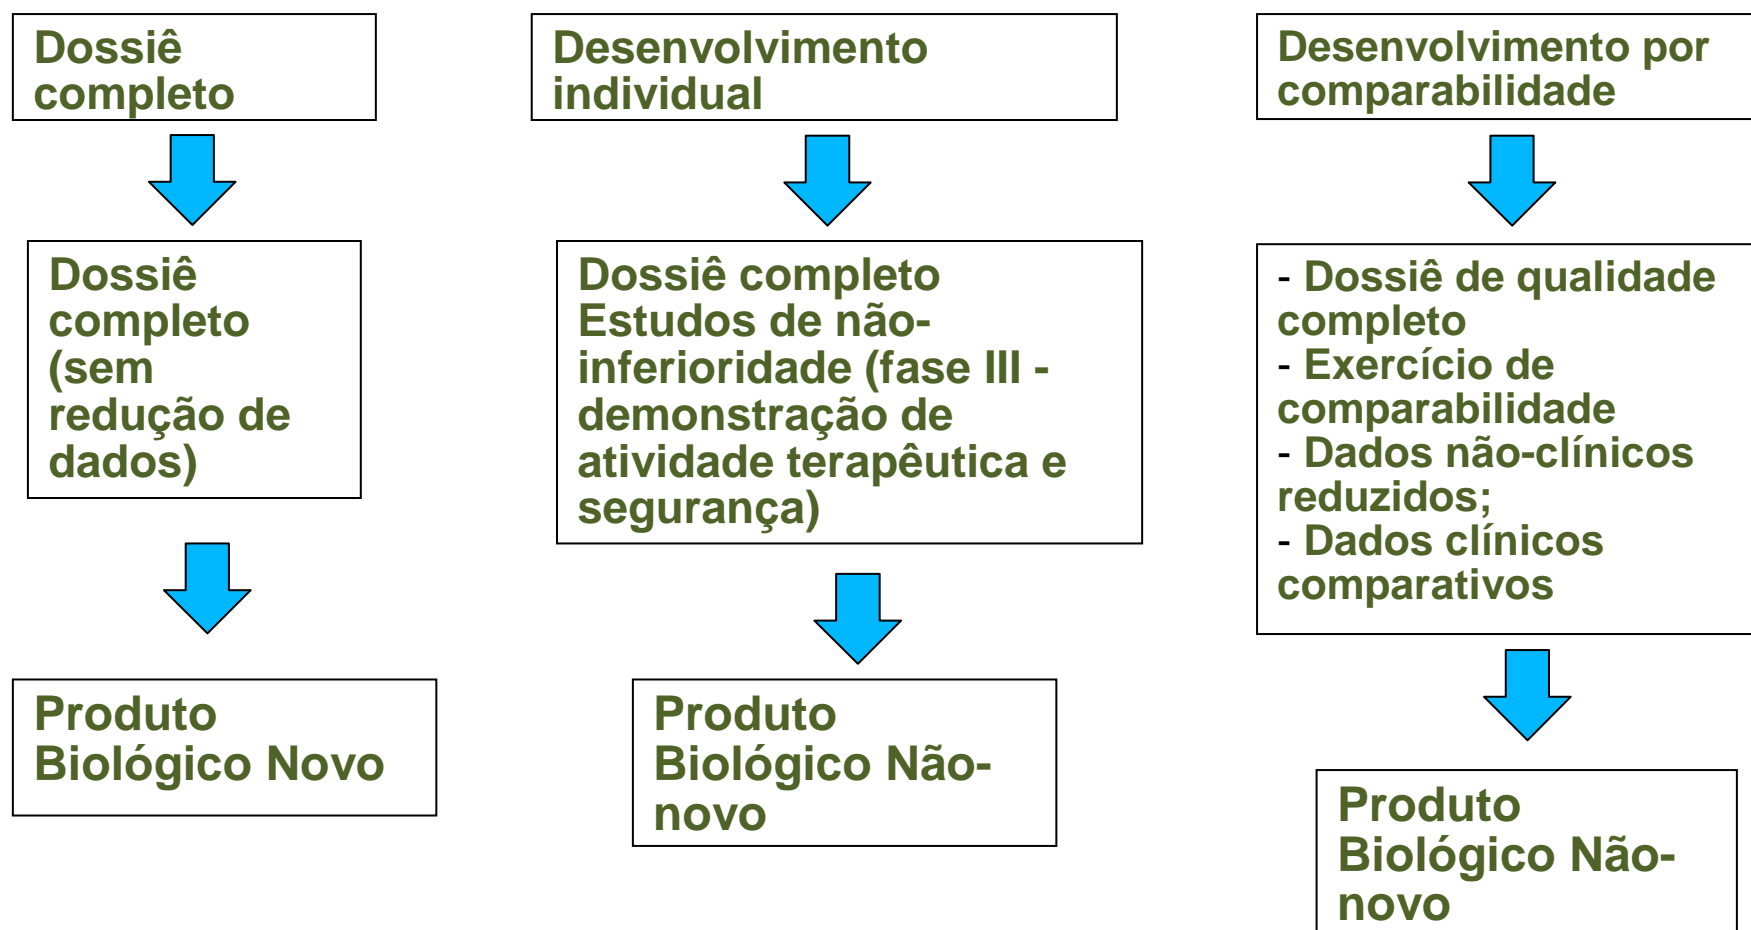 Dossiê
completo
Dossiê
completo
(sem
redução de
dados)
Produto
Biológico Novo
Desenvolvimento
individual
Dossiê completo
Estudos de não-
inferioridade (fase III -
demonstração de
atividade terapêutica e
segurança)
Produto
Biológico Não-
novo
Desenvolvimento por
comparabilidade
- Dossiê de qualidade
completo
- Exercício de
comparabilidade
- Dados não-clínicos
reduzidos;
- Dados clínicos
comparativos
Produto
Biológico Não-
novo